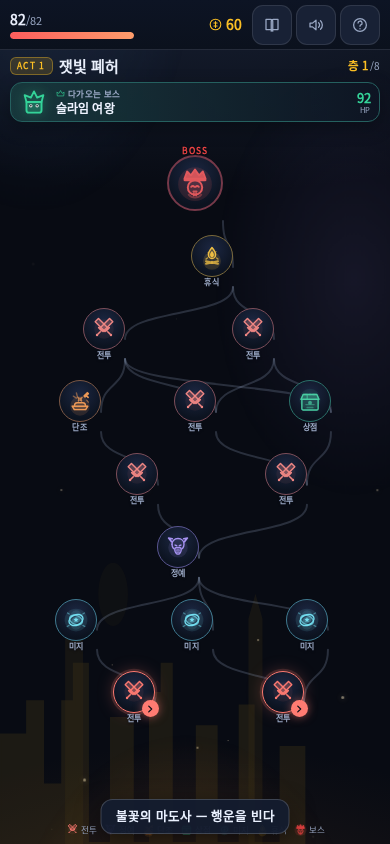 82/82
60
ACT 1 잿빛 폐허 층 1/8
다가오는 보스
슬라임 여왕
92
HP
BOSS
휴식
전투 전투
단조 전투 상점
전투 전투
정예
미지 미지 미지
전투 전투
전투 보스
불꽃의 마도사 — 행운을 빈다